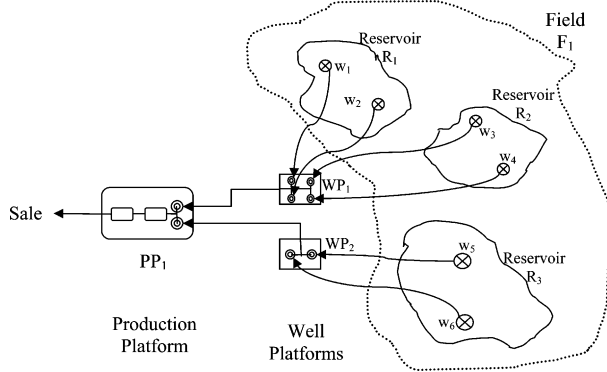 Field
F1
Reservoir
R1
w1
w2
Reservoir
R2
w3
w4
WP1
Sale
PP1
WP2
w5
Reservoir
R3
w6
Production
Platform
Well
Platforms